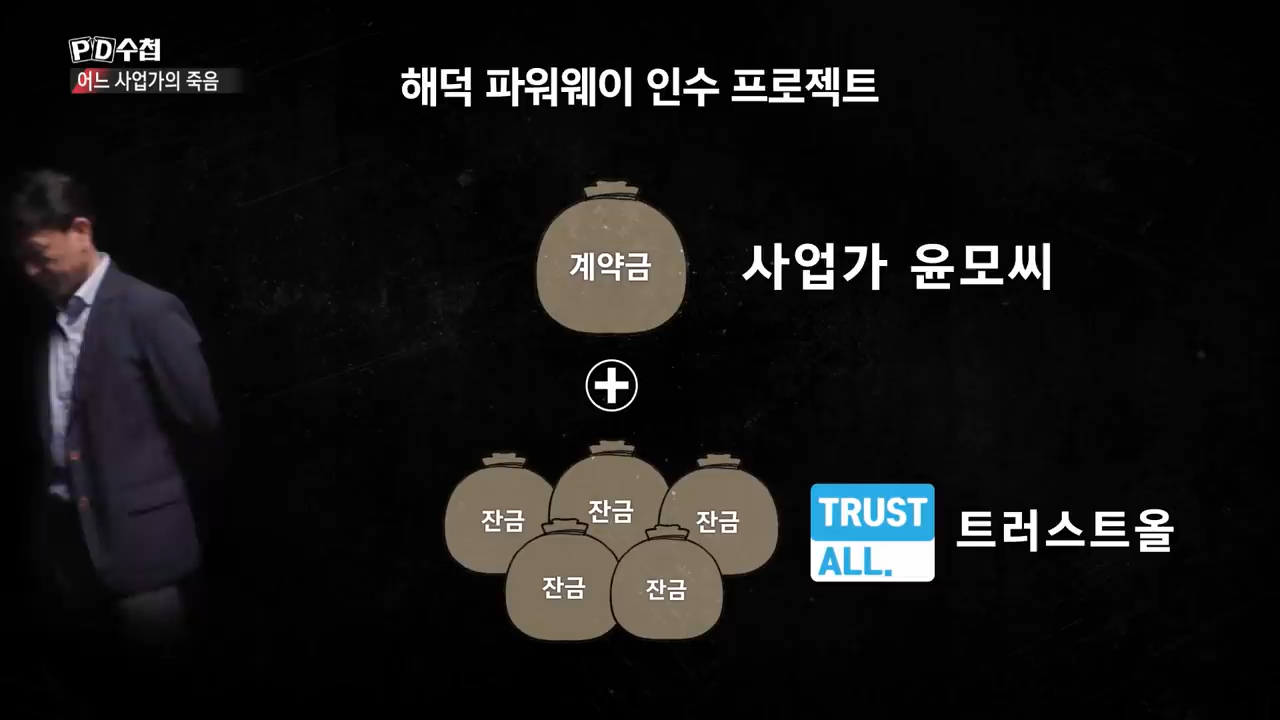 PD수첩
어느 사업가의 죽음
해덕 파워웨이 인수 프로젝트
계약금
사업가 윤모씨
잔금
잔금
잔금
잔금
잔금
TRUST
ALL.
트러스트올